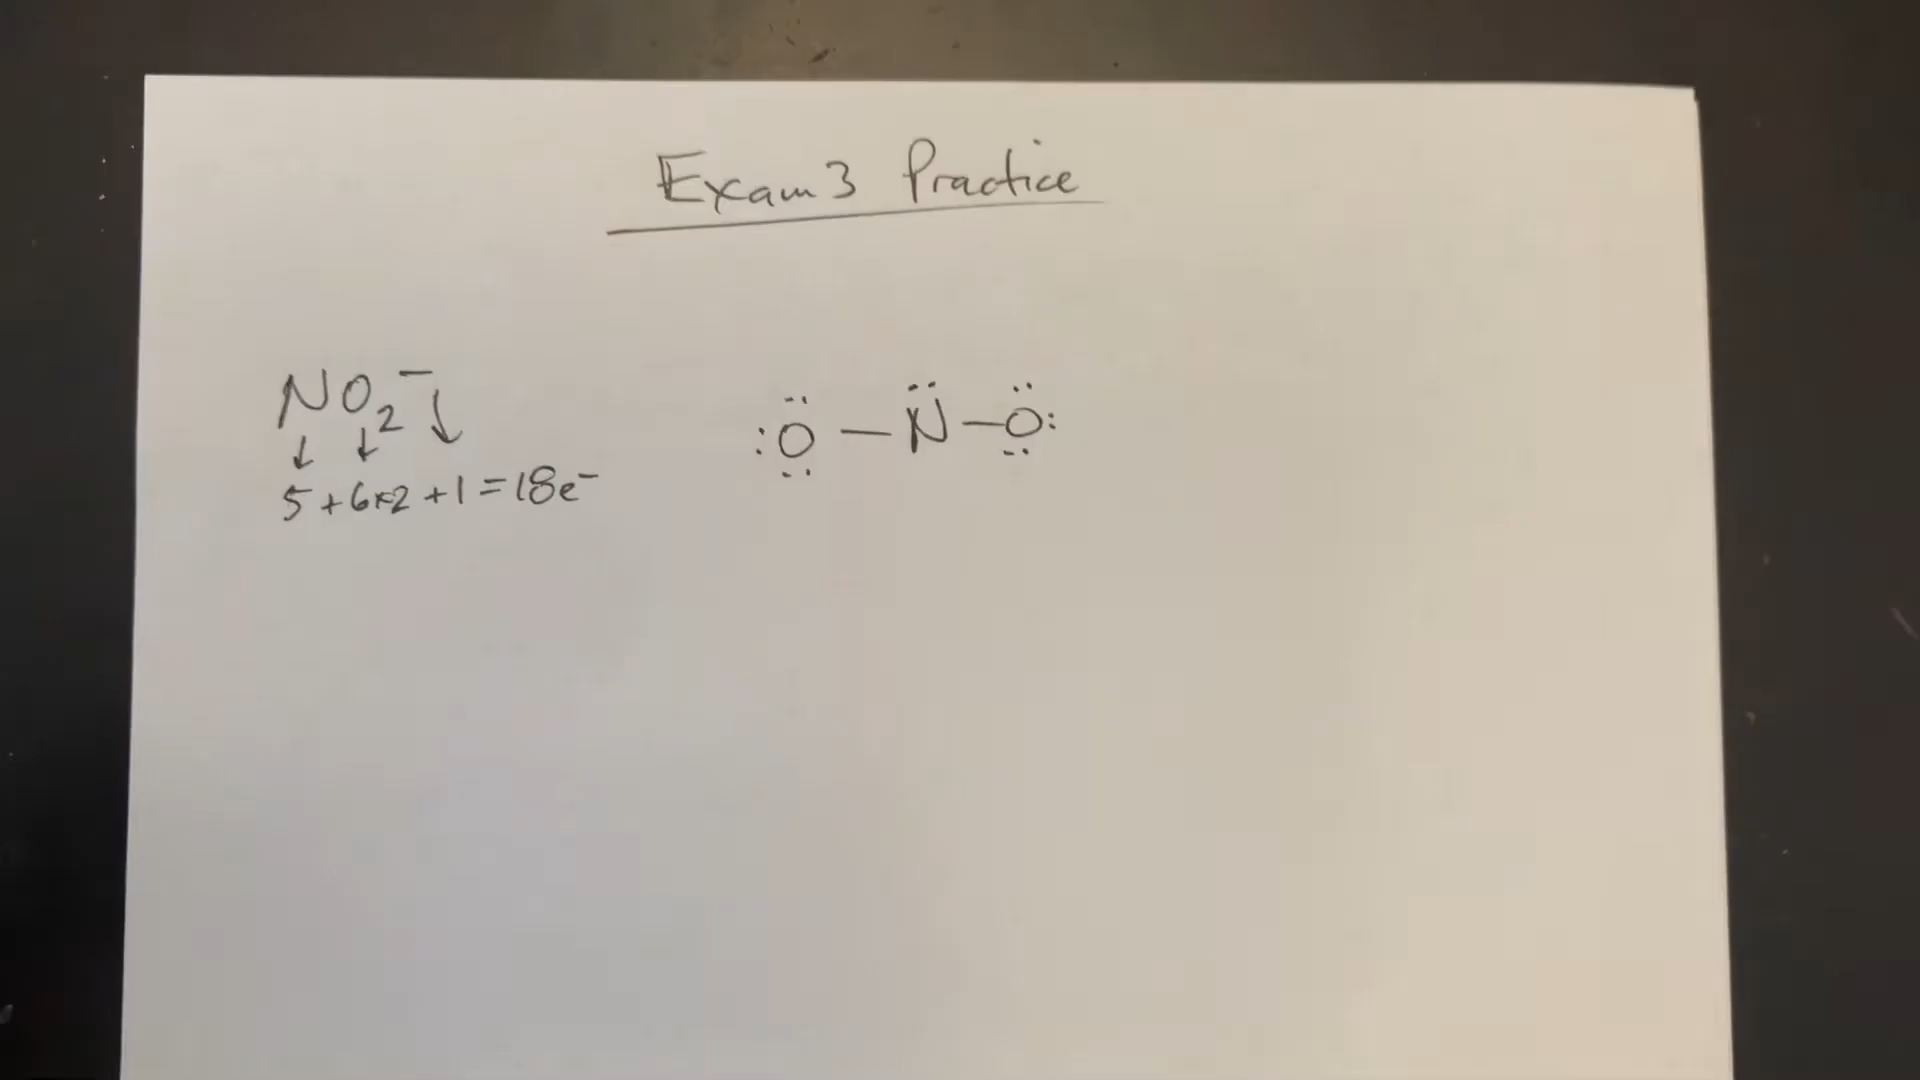 Exam 3 Practice
NO₂⁻
↓ ↓ ↓
5+6×2+1=18e⁻
:Ö̤ — N̈ — Ö̤: